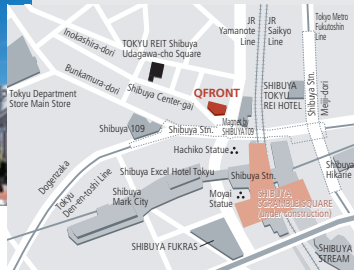 JR
Yamanote
Line
JR
Saikyo
Line
Tokyo Metro
Fukutoshin
Line
Inokashira-dori
TOKYU REIT Shibuya
Udagawa-cho Square
Bunkamura-dori
Shibuya Center-gai
QFRONT
Tokyu Department
Store Main Store
SHIBUYA
TOKYU
REI HOTEL
Shibuya Stn.
Meiji-dori
Magnet by
SHIBUYA109
Shibuya 109
Shibuya Stn.
Hachiko Statue
Dogenzaka
Tokyu
Den-en-toshi Line
Shibuya Excel Hotel Tokyu
Shibuya Stn.
Shibuya
Hikarie
Shibuya
Mark City
Moyai
Statue
SHIBUYA
SCRAMBLE SQUARE
(under construction)
SHIBUYA FUKRAS
SHIBUYA
STREAM